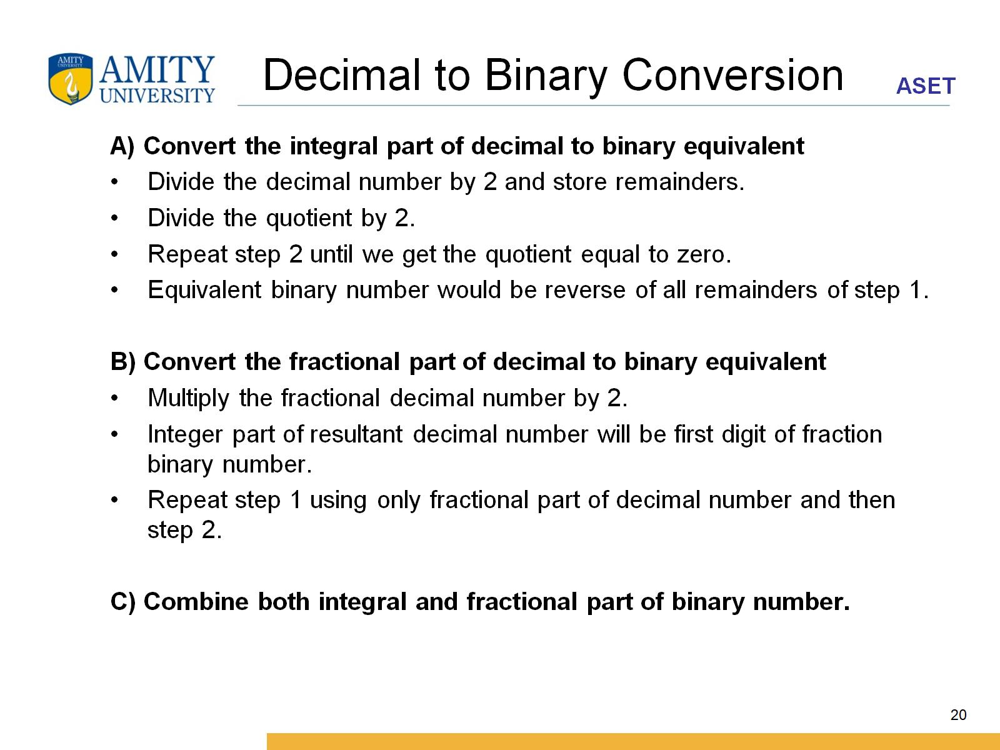 AMITY
UNIVERSITY
AMITY
UNIVERSITY
Decimal to Binary Conversion
ASET
A) Convert the integral part of decimal to binary equivalent
• Divide the decimal number by 2 and store remainders.
• Divide the quotient by 2.
• Repeat step 2 until we get the quotient equal to zero.
• Equivalent binary number would be reverse of all remainders of step 1.
B) Convert the fractional part of decimal to binary equivalent
• Multiply the fractional decimal number by 2.
• Integer part of resultant decimal number will be first digit of fraction
binary number.
• Repeat step 1 using only fractional part of decimal number and then
step 2.
C) Combine both integral and fractional part of binary number.
20